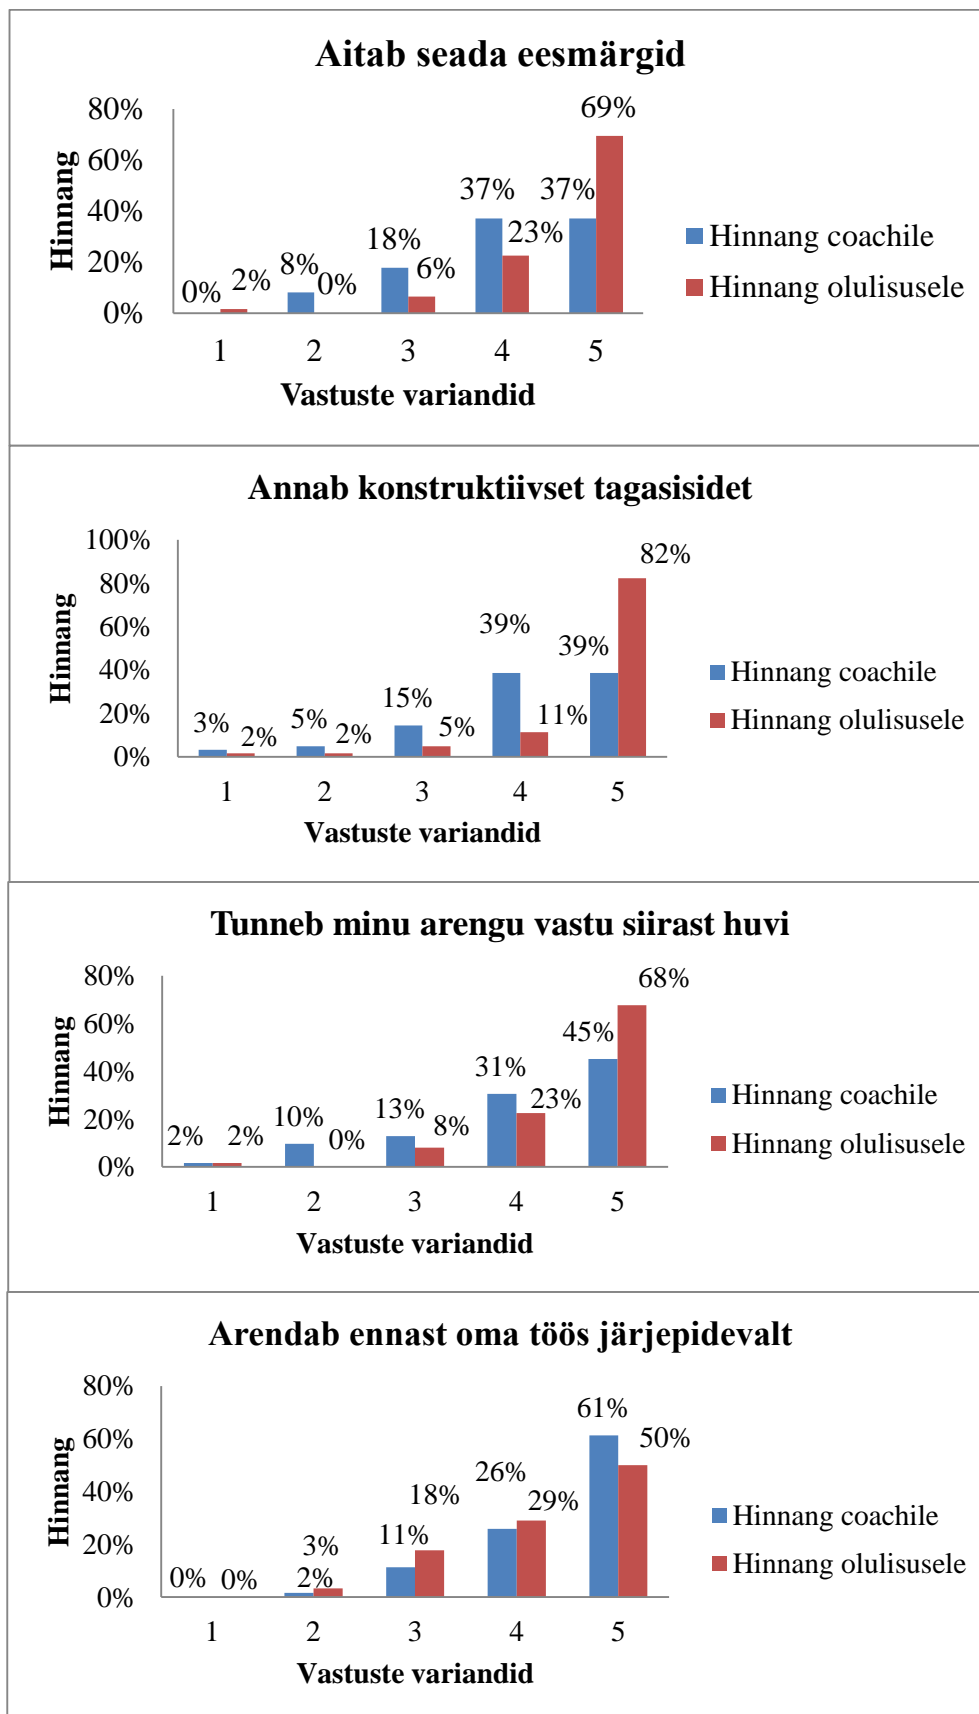 Aitab seada eesmärgid
80%
60%
40%
20%
0%
Hinnang
0% 2% 8% 0% 18% 6% 37% 23% 37% 69%
1 2 3 4 5
Vastuste variandid
Hinnang coachile
Hinnang olulisusele
Annab konstruktiivset tagasisidet
100%
80%
60%
40%
20%
0%
Hinnang
3% 2% 5% 2% 15% 5% 39% 11% 39% 82%
1 2 3 4 5
Vastuste variandid
Hinnang coachile
Hinnang olulisusele
Tunneb minu arengu vastu siirast huvi
80%
60%
40%
20%
0%
Hinnang
2% 2% 10% 0% 13% 8% 31% 23% 45% 68%
1 2 3 4 5
Vastuste variandid
Hinnang coachile
Hinnang olulisusele
Arendab ennast oma töös järjepidevalt
80%
60%
40%
20%
0%
Hinnang
0% 0% 2% 3% 11% 18% 26% 29% 61% 50%
1 2 3 4 5
Vastuste variandid
Hinnang coachile
Hinnang olulisusele